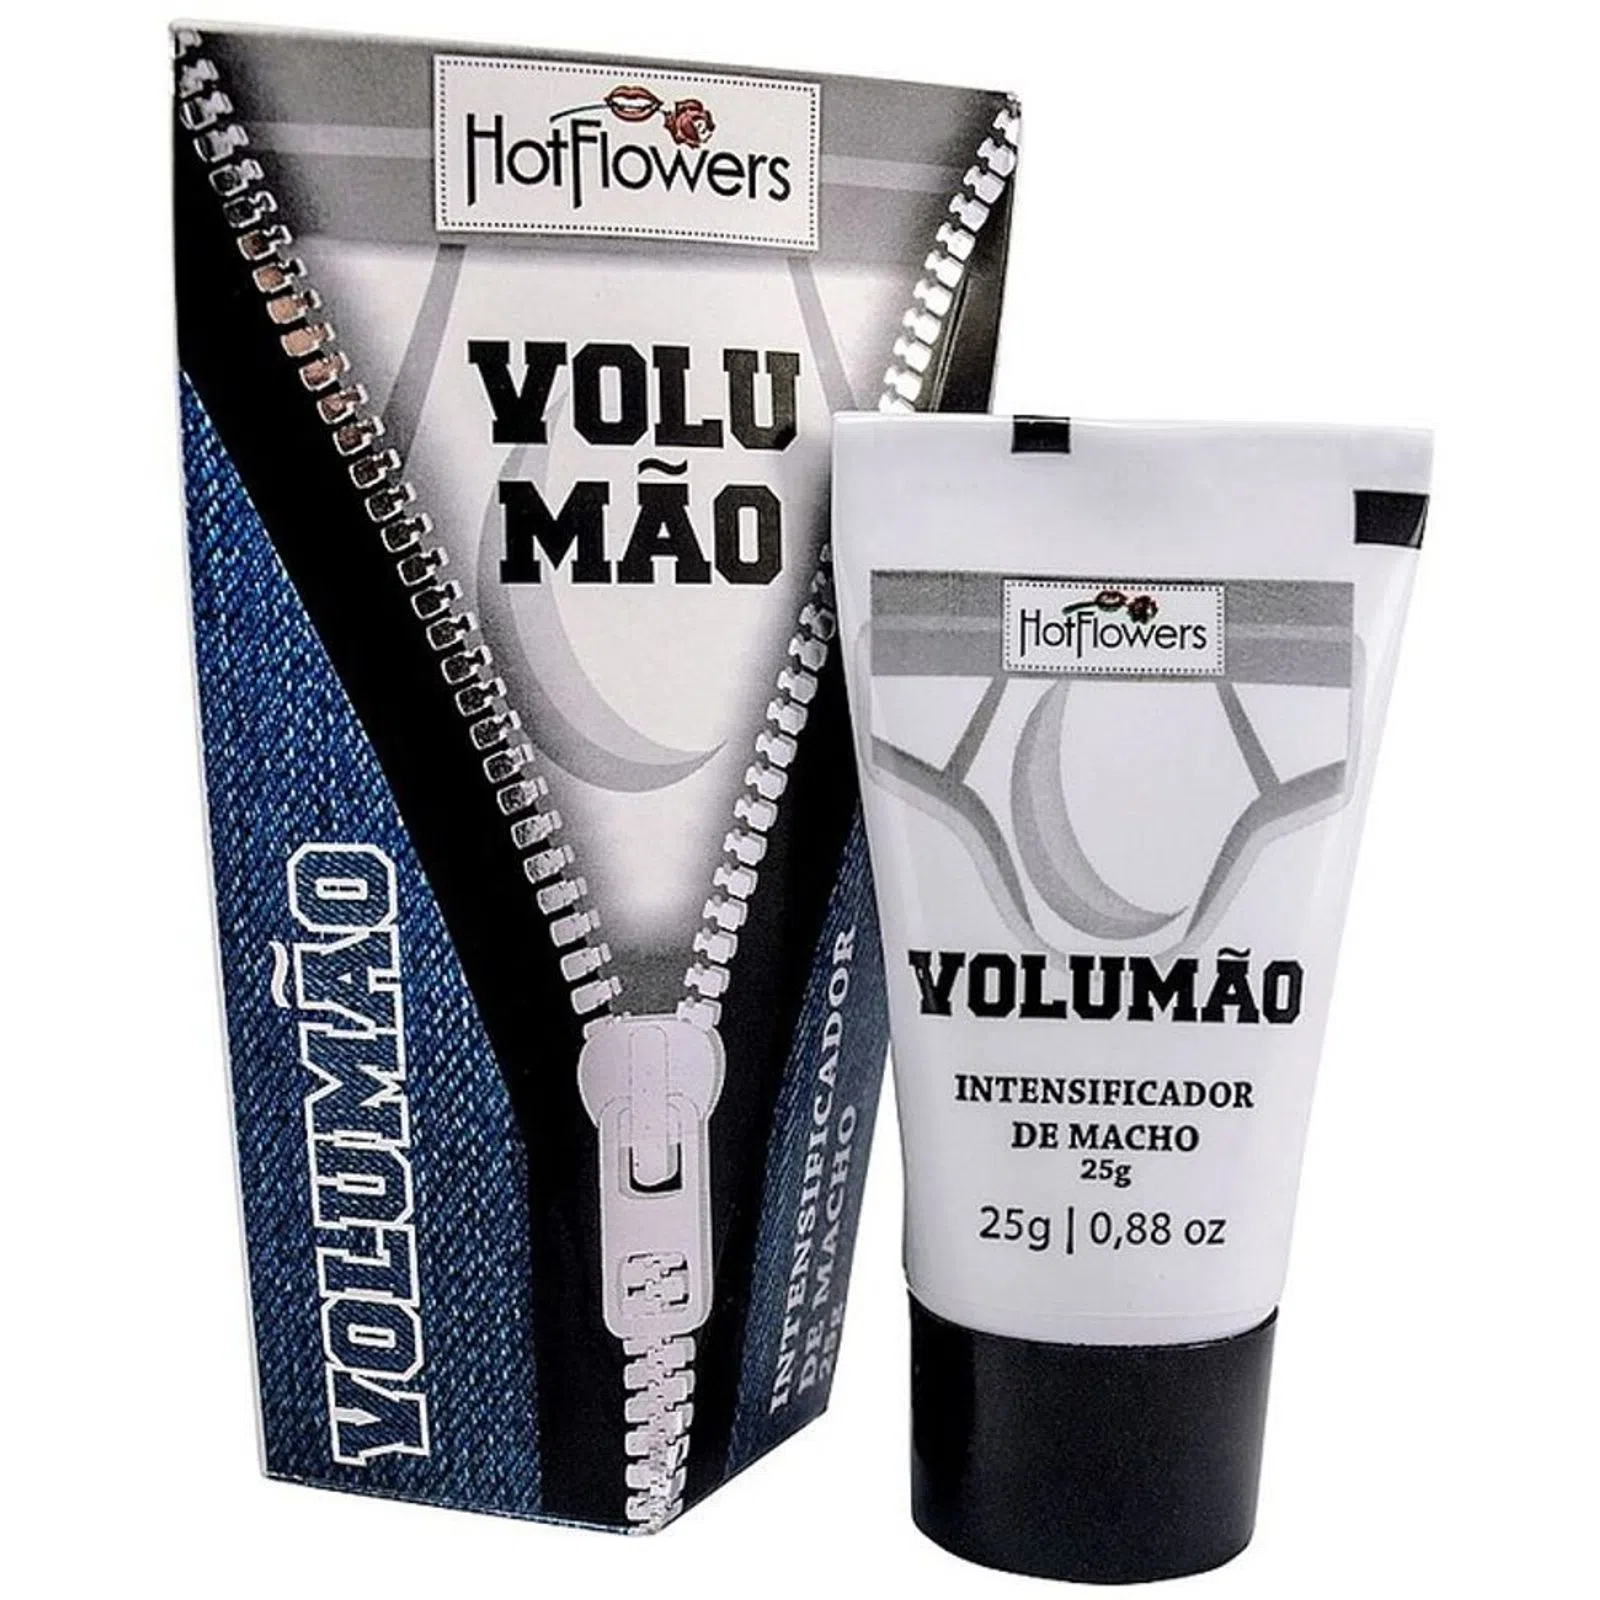 HotFlowers
VOLU
MÃO
VOLUMÃO
INTENSIFICADOR
DE MACHO
25g
HotFlowers
VOLUMÃO
INTENSIFICADOR
DE MACHO
25g
25g | 0,88 oz